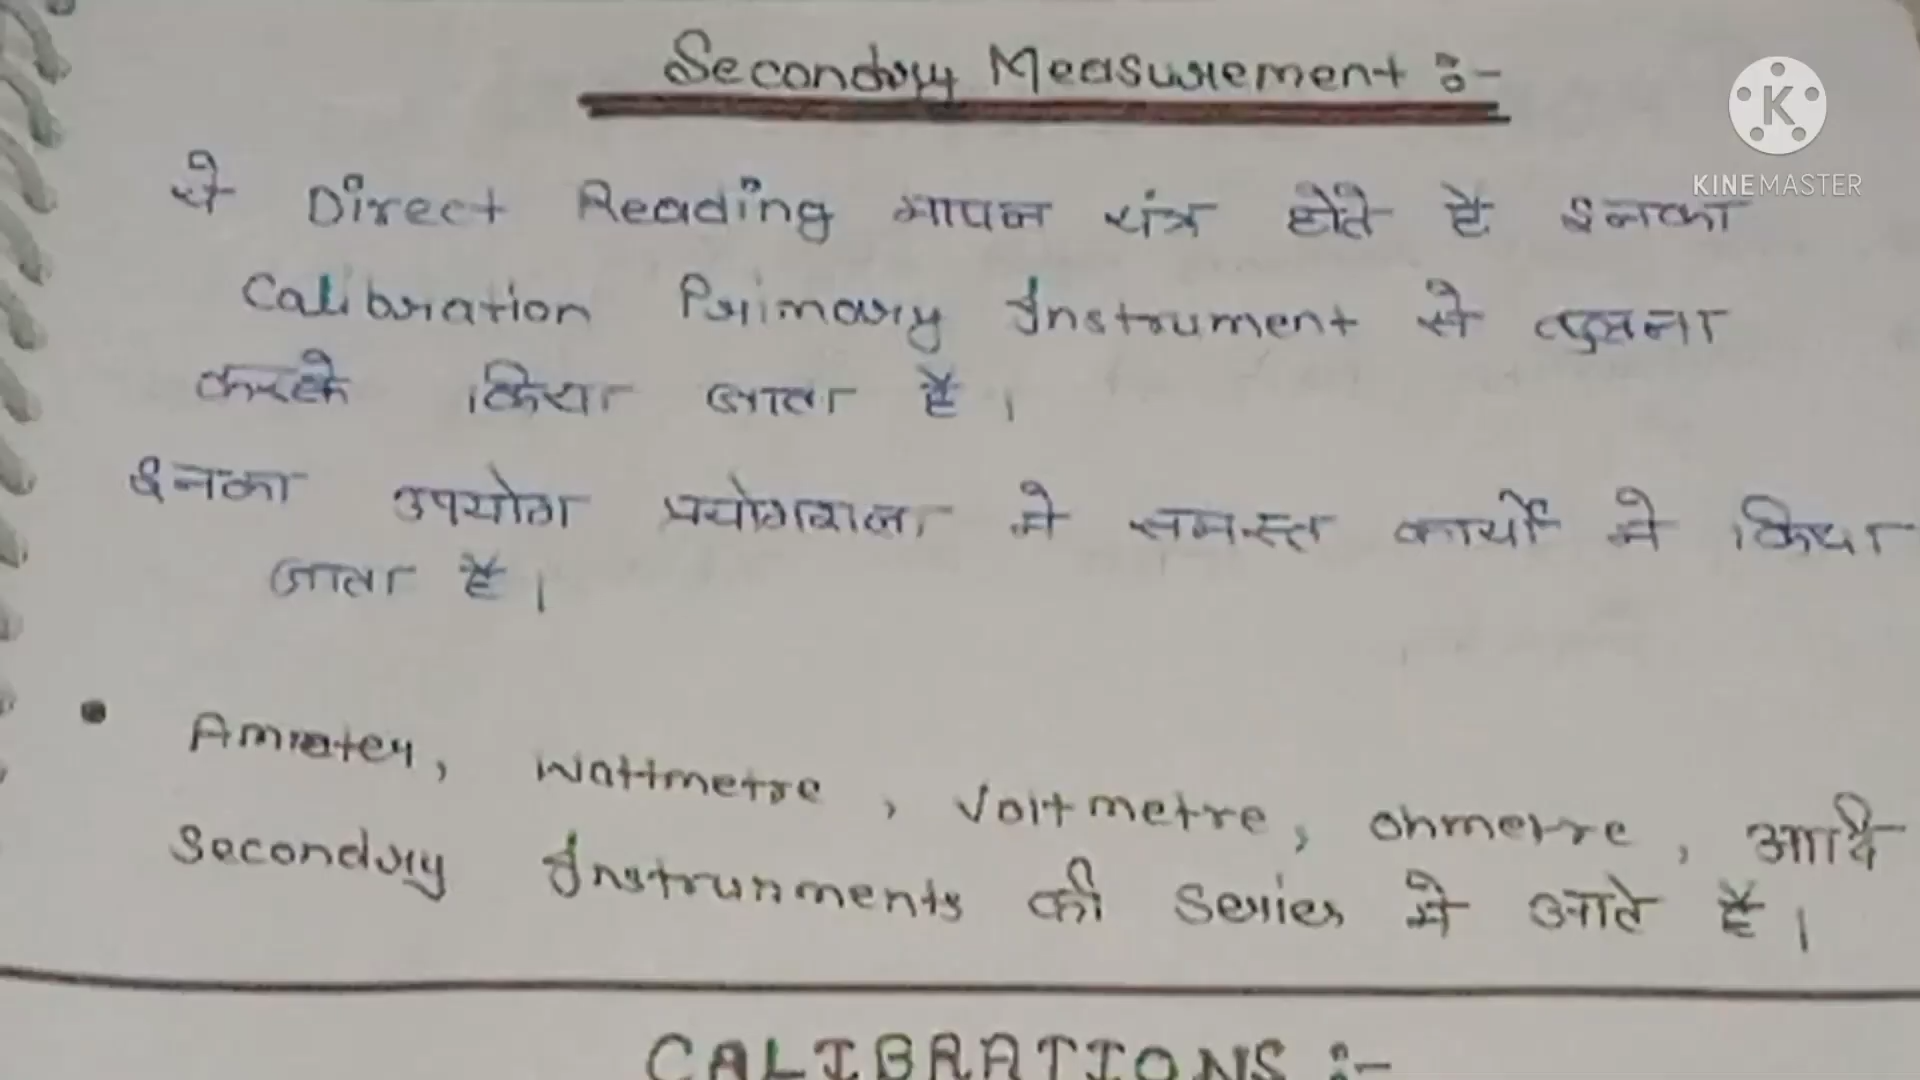 Secondary Measurement :-
K
KINEMASTER
ये Direct Reading मापन यंत्र होते है इनका
Calibration Primary Instrument से तुलना
करके किया जाता है ।
इनका उपयोग प्रयोगशाला मे समस्त कार्यो मे किया
जाता है ।
• Ammeter, Wattmetre, Voltmetre, ohmetre, आदि
Secondary Instrunments की Series मे आते है ।
CALIBRATIONS :-